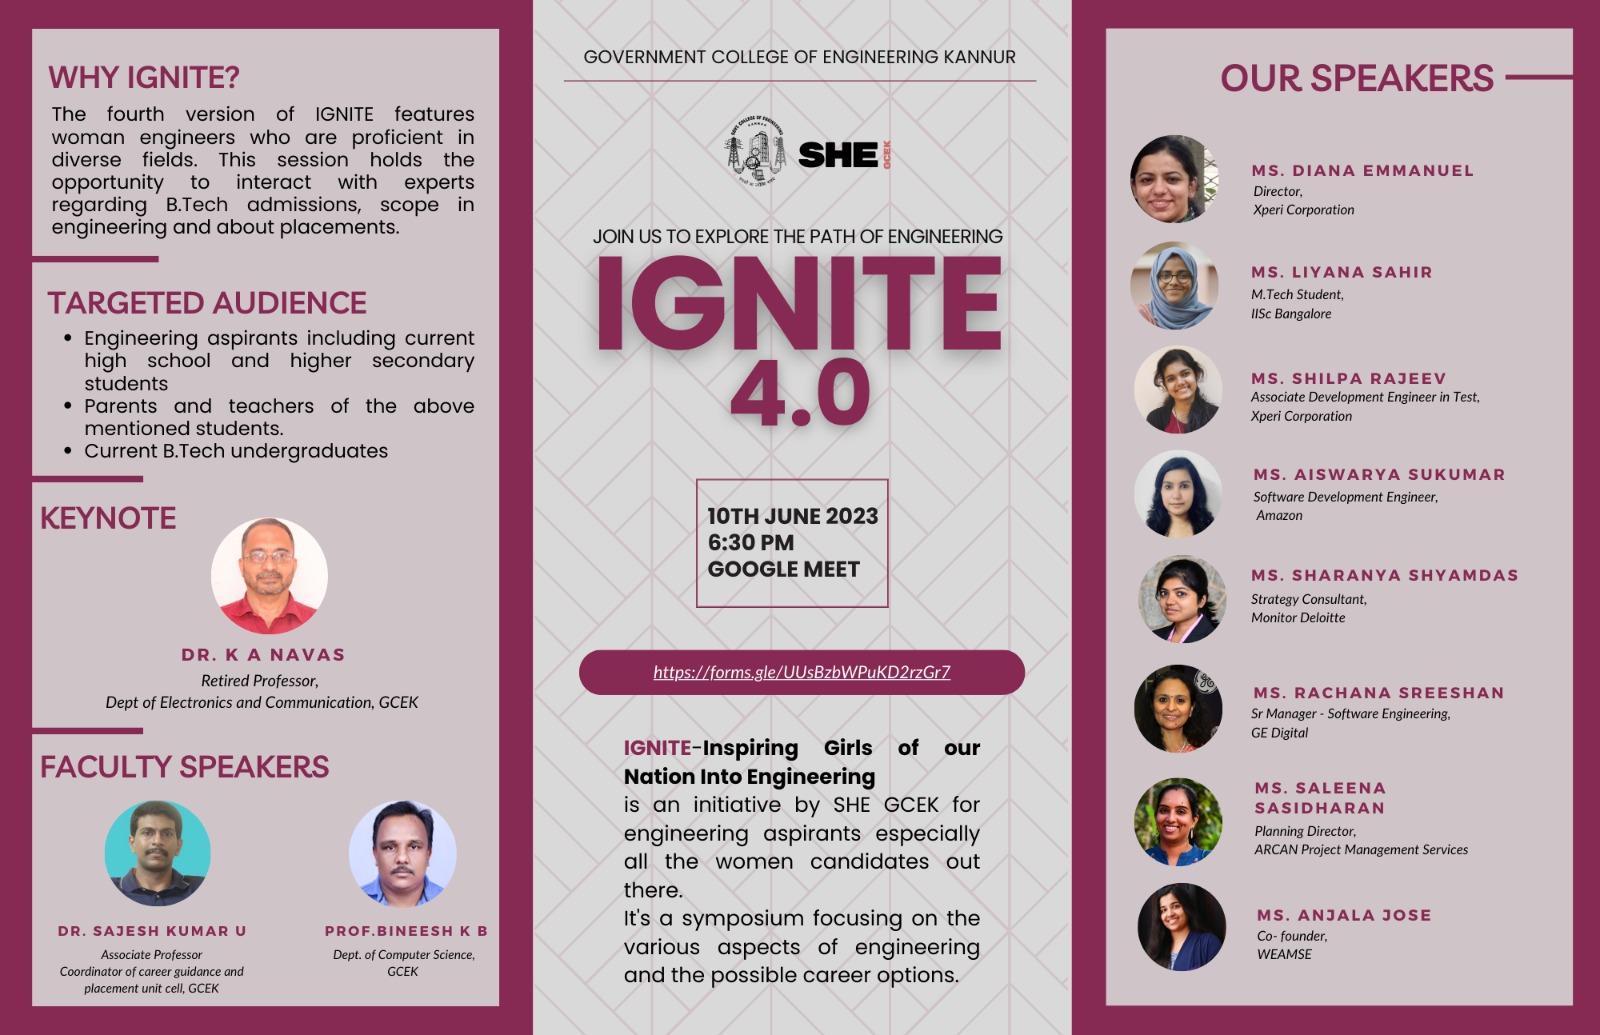 WHY IGNITE?
The fourth version of IGNITE features
woman engineers who are proficient in
diverse fields. This session holds the
opportunity to interact with experts
regarding B.Tech admissions, scope in
engineering and about placements.
TARGETED AUDIENCE
• Engineering aspirants including current
high school and higher secondary
students
• Parents and teachers of the above
mentioned students.
• Current B.Tech undergraduates
KEYNOTE
DR. K A NAVAS
Retired Professor,
Dept of Electronics and Communication, GCEK
FACULTY SPEAKERS
DR. SAJESH KUMAR U
Associate Professor
Coordinator of career guidance and
placement unit cell, GCEK
PROF.BINEESH K B
Dept. of Computer Science,
GCEK
GOVERNMENT COLLEGE OF ENGINEERING KANNUR
GOVT COLLEGE OF ENGINEERING
KANNUR
SHE
GCEK
JOIN US TO EXPLORE THE PATH OF ENGINEERING
IGNITE
4.0
10TH JUNE 2023
6:30 PM
GOOGLE MEET
https://forms.gle/UUsBzbWPuKD2rzGr7
IGNITE-Inspiring Girls of our
Nation Into Engineering
is an initiative by SHE GCEK for
engineering aspirants especially
all the women candidates out
there.
It's a symposium focusing on the
various aspects of engineering
and the possible career options.
OUR SPEAKERS
MS. DIANA EMMANUEL
Director,
Xperi Corporation
MS. LIYANA SAHIR
M.Tech Student,
IISc Bangalore
MS. SHILPA RAJEEV
Associate Development Engineer in Test,
Xperi Corporation
MS. AISWARYA SUKUMAR
Software Development Engineer,
Amazon
MS. SHARANYA SHYAMDAS
Strategy Consultant,
Monitor Deloitte
MS. RACHANA SREESHAN
Sr Manager - Software Engineering,
GE Digital
MS. SALEENA
SASIDHARAN
Planning Director,
ARCAN Project Management Services
MS. ANJALA JOSE
Co- founder,
WEAMSE